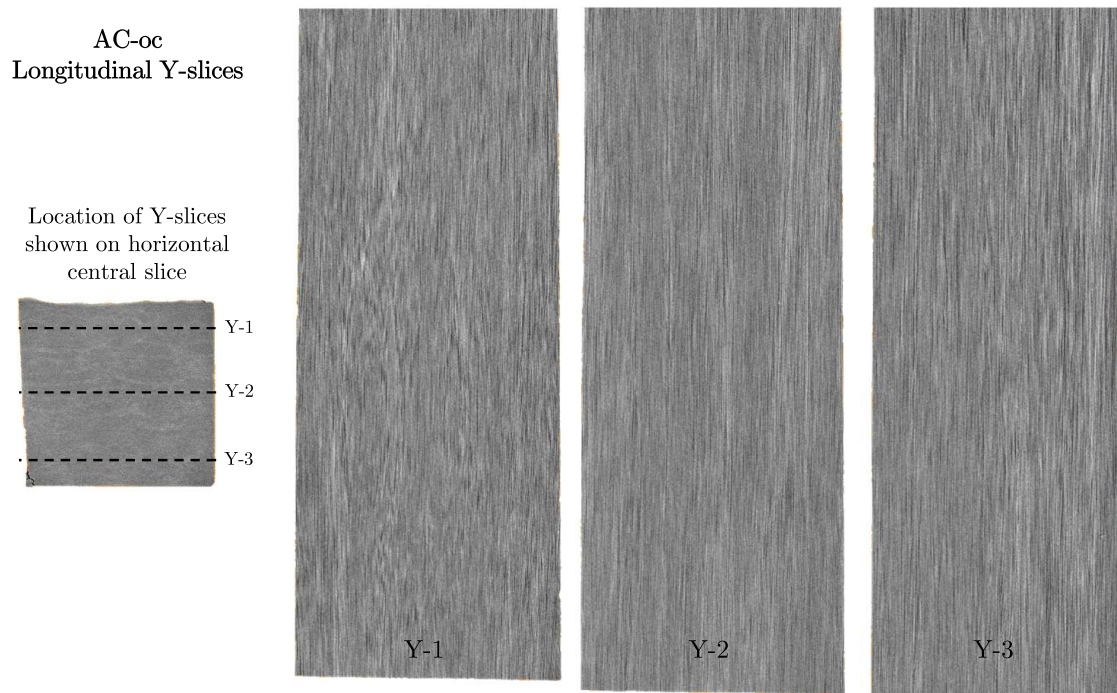 AC-oc
Longitudinal Y-slices
Location of Y-slices
shown on horizontal
central slice
Y-1
Y-2
Y-3
Y-1
Y-2
Y-3